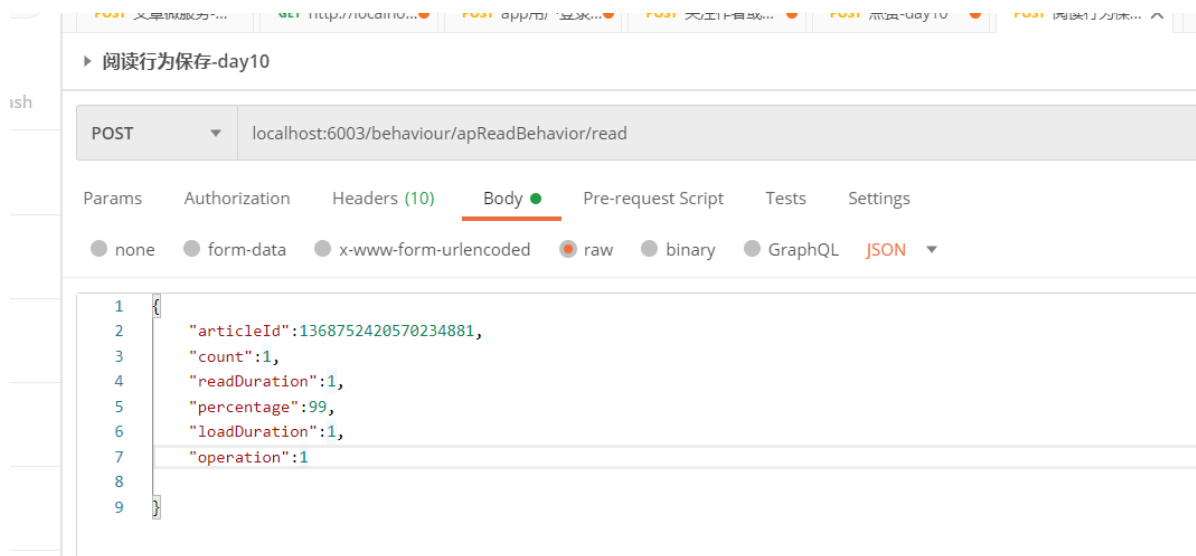 阅读行为保存-day10
ash
POST localhost:6003/behaviour/apReadBehavior/read
Params Authorization Headers (10) Body Pre-request Script Tests Settings
none form-data x-www-form-urlencoded raw binary GraphQL JSON
1 {
2 "articleId":1368752420570234881,
3 "count":1,
4 "readDuration":1,
5 "percentage":99,
6 "loadDuration":1,
7 "operation":1
8
9 }